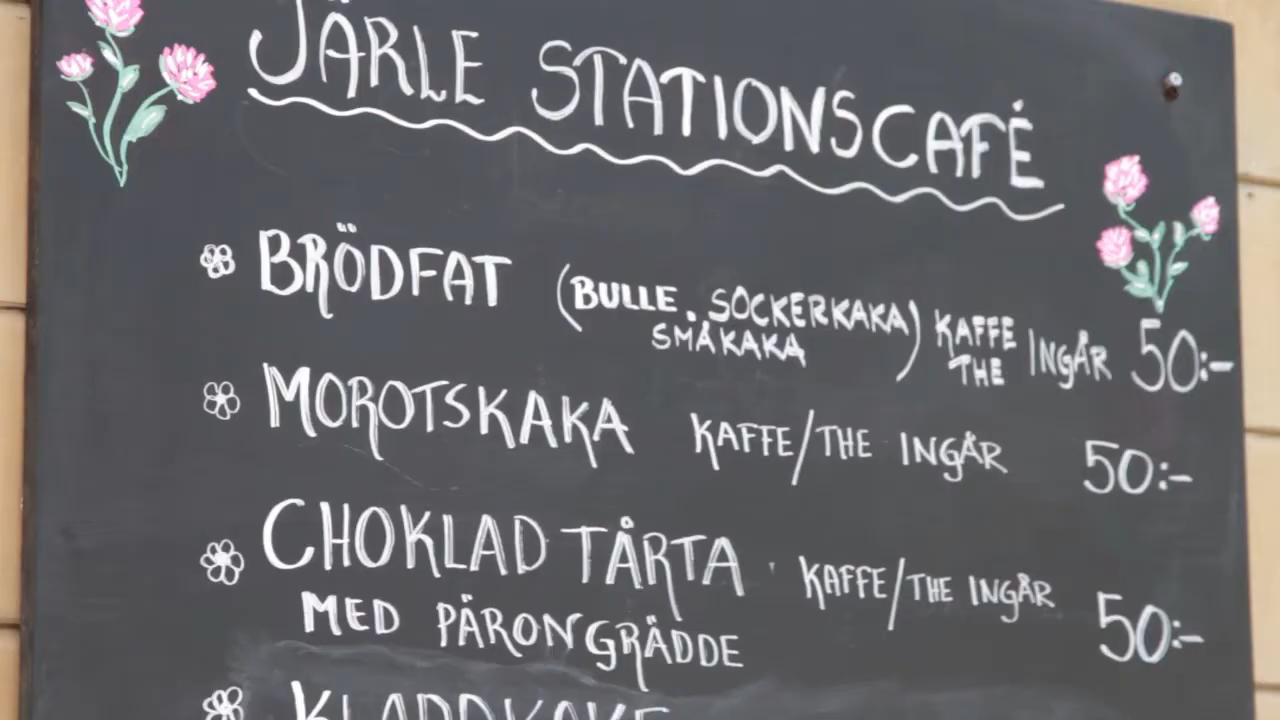 JÄRLE STATIONSCAFÉ
BRÖDFAT (BULLE. SOCKERKAKA) KAFFE INGÅR 50:-
SMÅKAKA THE
MOROTSKAKA KAFFE/THE INGÅR 50:-
CHOKLAD TÅRTA KAFFE/THE INGÅR 50:-
MED PÄRONGRÄDDE